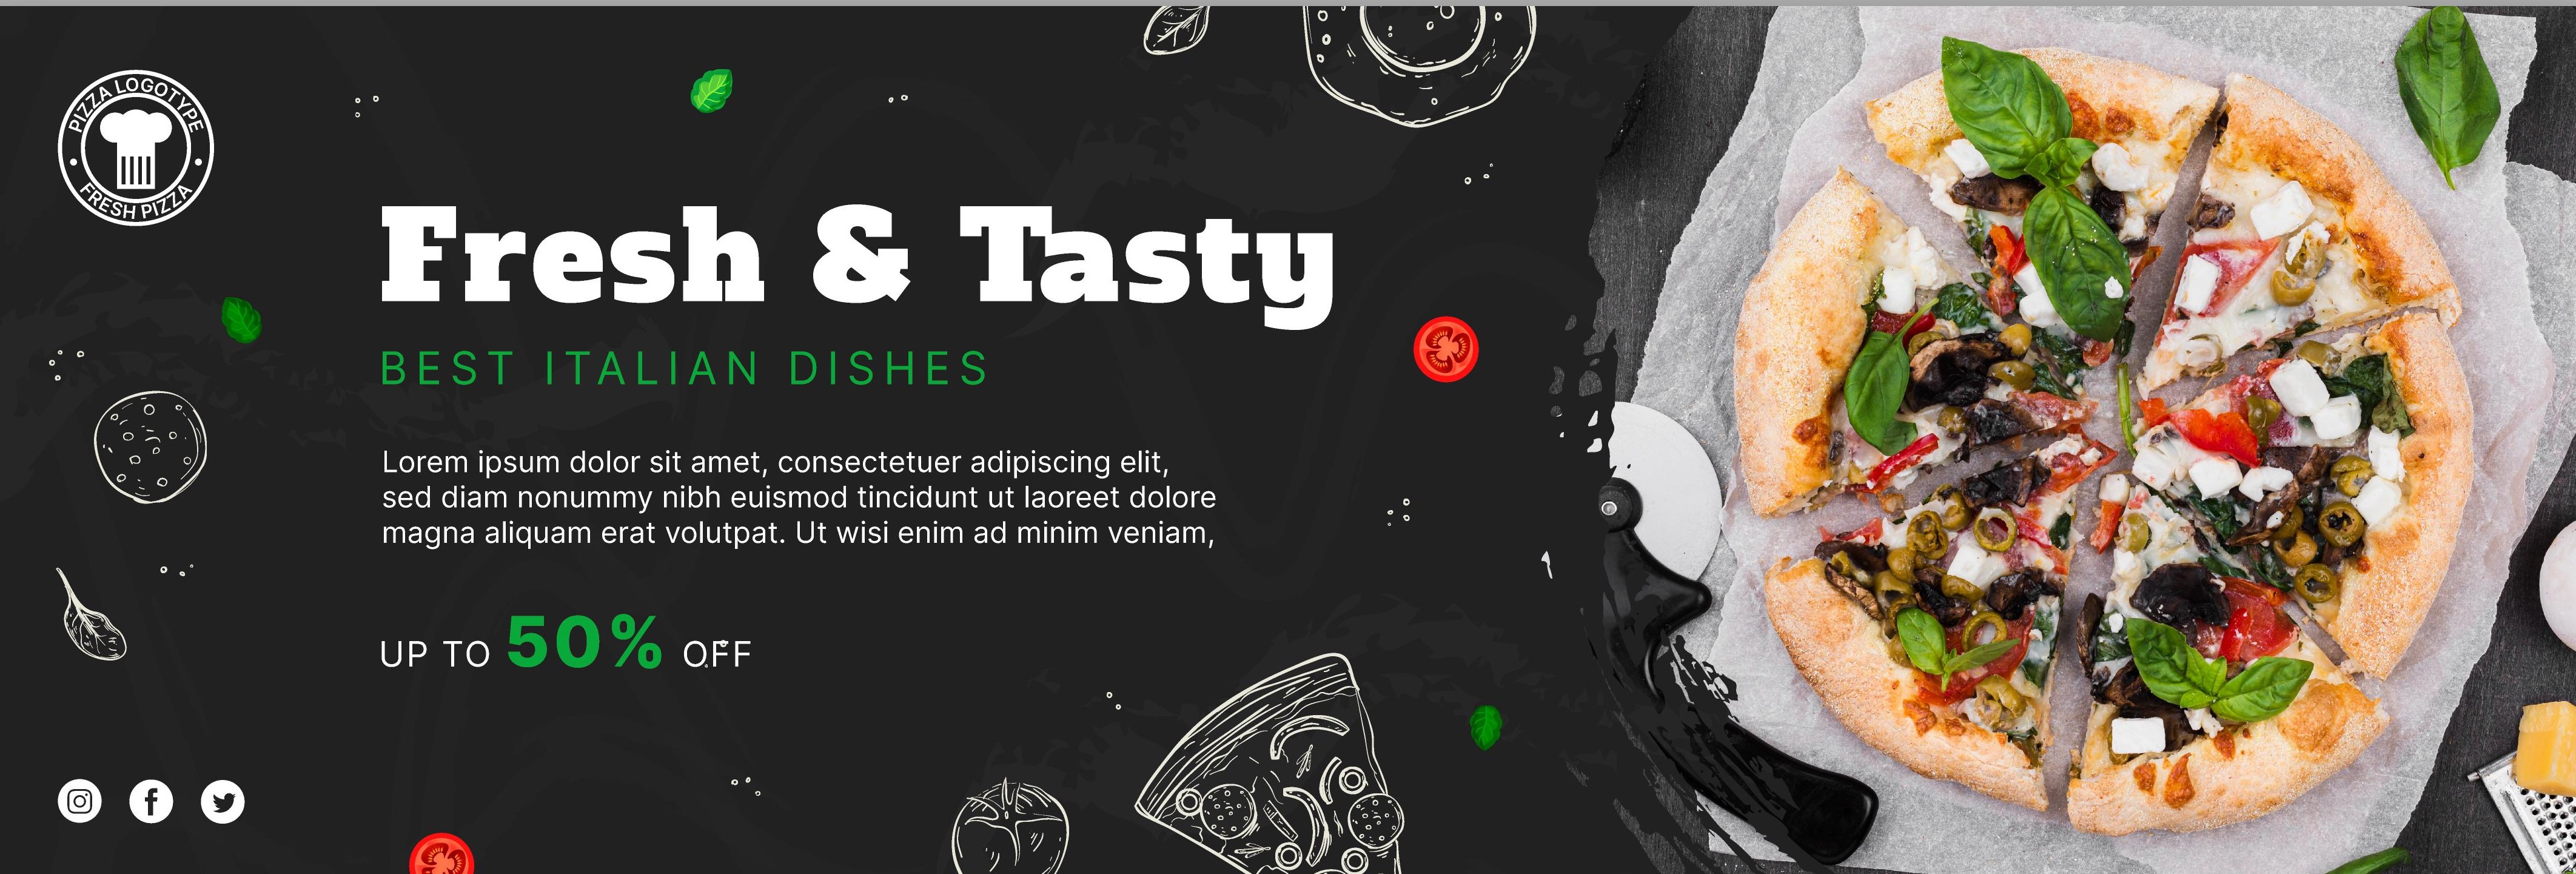 PIZZA LOGOTYPE
FRESH PIZZA
Fresh & Tasty
BEST ITALIAN DISHES
Lorem ipsum dolor sit amet, consectetuer adipiscing elit,
sed diam nonummy nibh euismod tincidunt ut laoreet dolore
magna aliquam erat volutpat. Ut wisi enim ad minim veniam,
UP TO 50% OFF